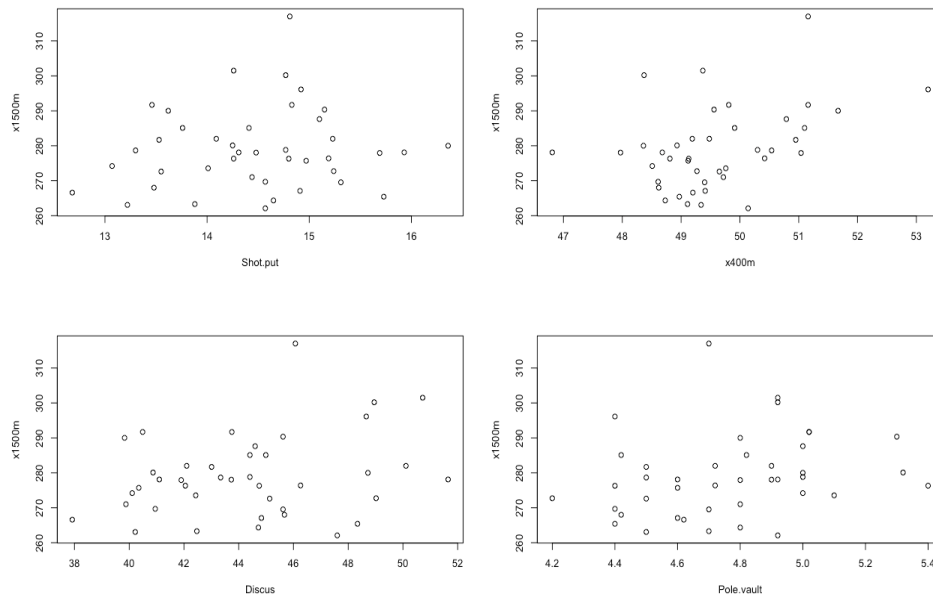 x1500m
260 270 280 290 300 310
13 14 15 16
Shot.put
x1500m
260 270 280 290 300 310
47 48 49 50 51 52 53
x400m
x1500m
260 270 280 290 300 310
38 40 42 44 46 48 50 52
Discus
x1500m
260 270 280 290 300 310
4.2 4.4 4.6 4.8 5.0 5.2 5.4
Pole.vault